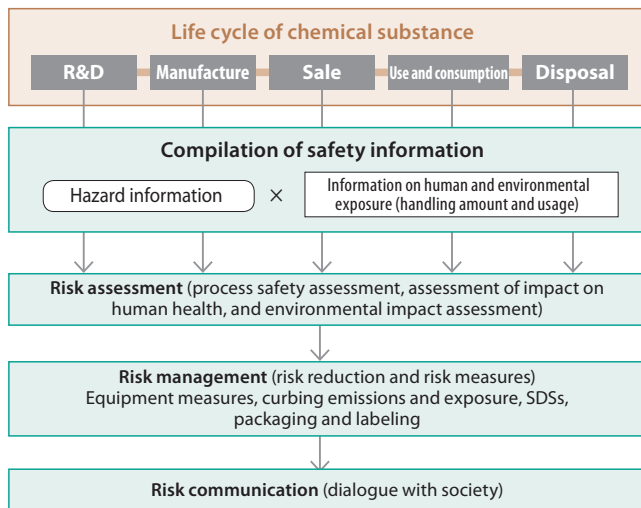 Life cycle of chemical substance
R&D
Manufacture
Sale
Use and consumption
Disposal
Compilation of safety information
Hazard information
×
Information on human and environmental
exposure (handling amount and usage)
Risk assessment (process safety assessment, assessment of impact on
human health, and environmental impact assessment)
Risk management (risk reduction and risk measures)
Equipment measures, curbing emissions and exposure, SDSs,
packaging and labeling
Risk communication (dialogue with society)